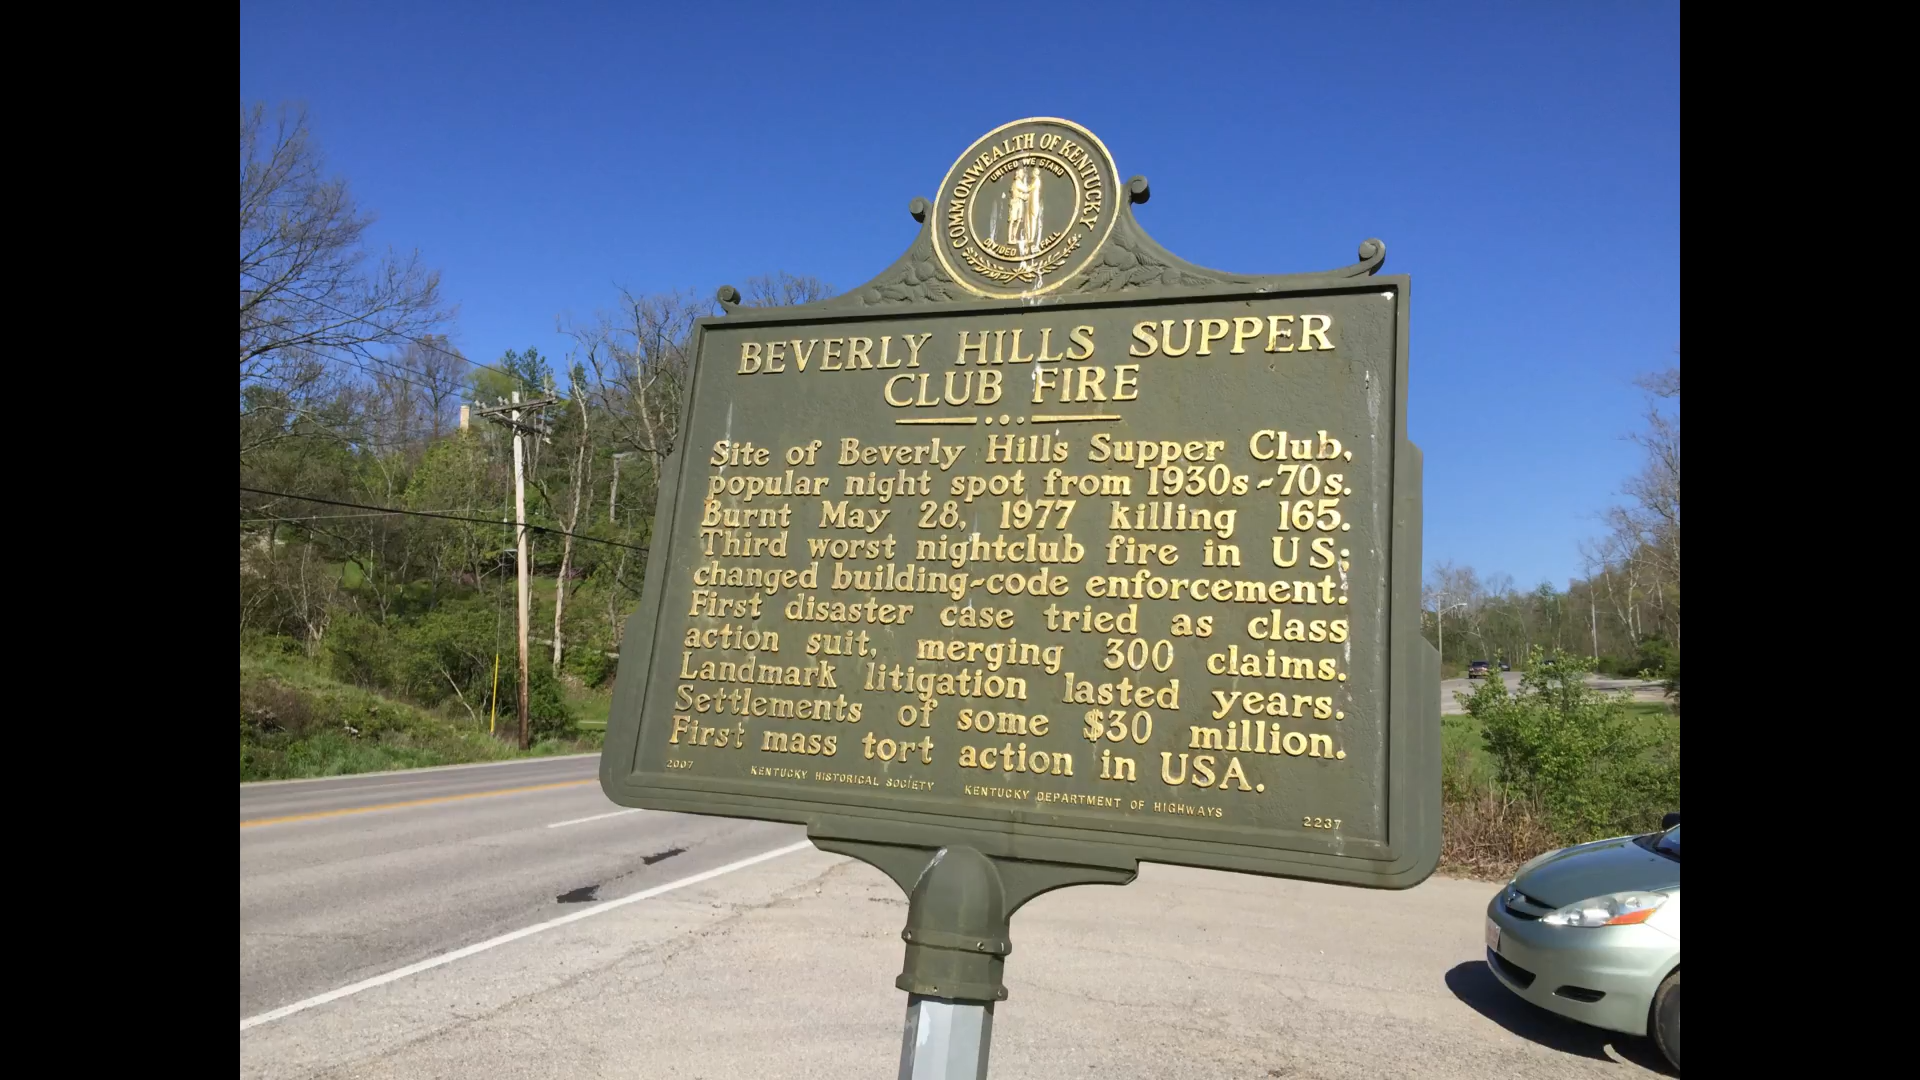 COMMONWEALTH OF KENTUCKY
UNITED WE STAND
DIVIDED WE FALL
BEVERLY HILLS SUPPER
CLUB FIRE
Site of Beverly Hills Supper Club,
popular night spot from 1930s-70s.
Burnt May 28, 1977 killing 165.
Third worst nightclub fire in US;
changed building-code enforcement.
First disaster case tried as class
action suit, merging 300 claims.
Landmark litigation lasted years.
Settlements of some $30 million.
First mass tort action in USA.
2007 KENTUCKY HISTORICAL SOCIETY KENTUCKY DEPARTMENT OF HIGHWAYS 2237